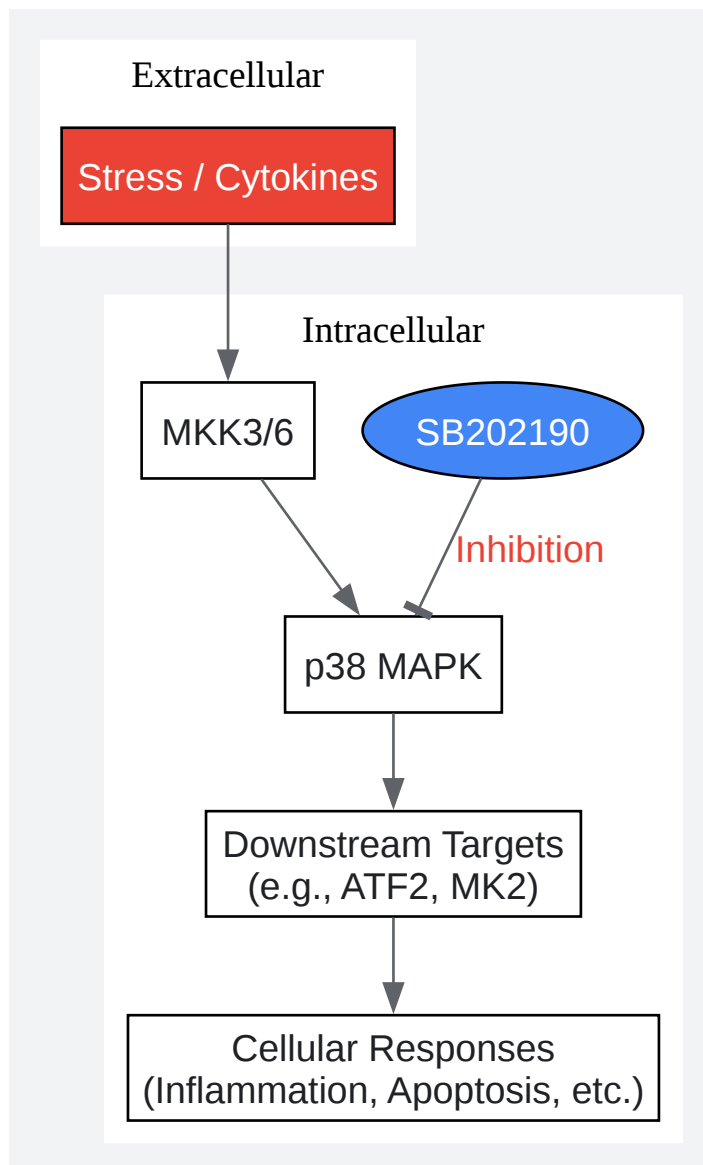 Extracellular
Stress / Cytokines
Intracellular
MKK3/6
SB202190
Inhibition
p38 MAPK
Downstream Targets
(e.g., ATF2, MK2)
Cellular Responses
(Inflammation, Apoptosis, etc.)